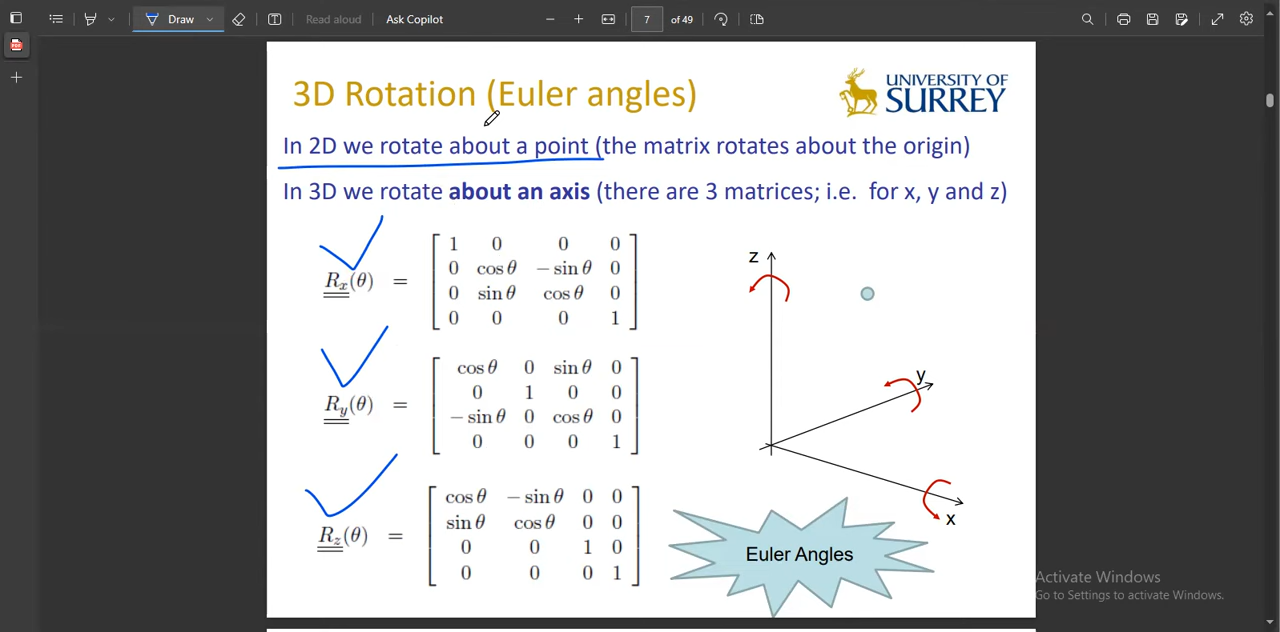 Draw
Read aloud
Ask Copilot
7
of 49
3D Rotation (Euler angles)
UNIVERSITY OF
SURREY
In 2D we rotate about a point (the matrix rotates about the origin)
In 3D we rotate about an axis (there are 3 matrices; i.e. for x, y and z)
1 0 0 0
0 cos θ − sin θ 0
R_x(θ) =
0 sin θ cos θ 0
0 0 0 1
cos θ 0 sin θ 0
0 1 0 0
R_y(θ) =
− sin θ 0 cos θ 0
0 0 0 1
cos θ − sin θ 0 0
sin θ cos θ 0 0
R_z(θ) =
0 0 1 0
0 0 0 1
z
y
x
Euler Angles
Activate Windows
Go to Settings to activate Windows.